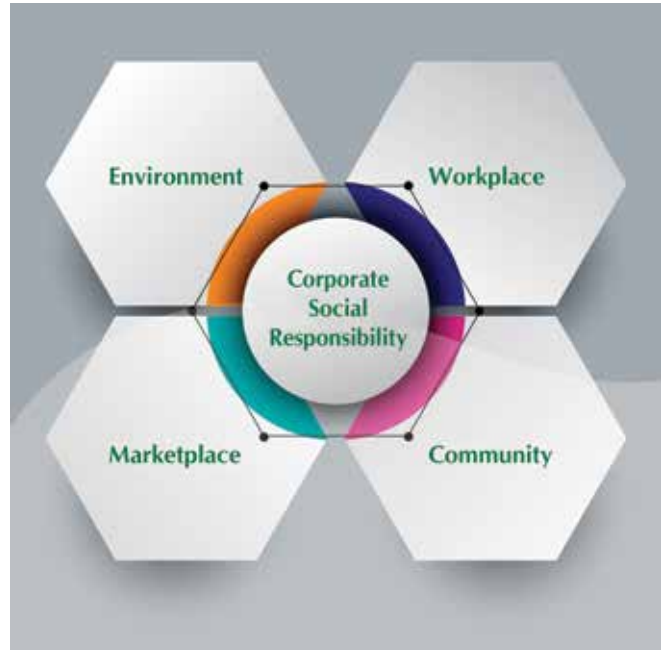 Environment
Workplace
Corporate
Social
Responsibility
Marketplace
Community